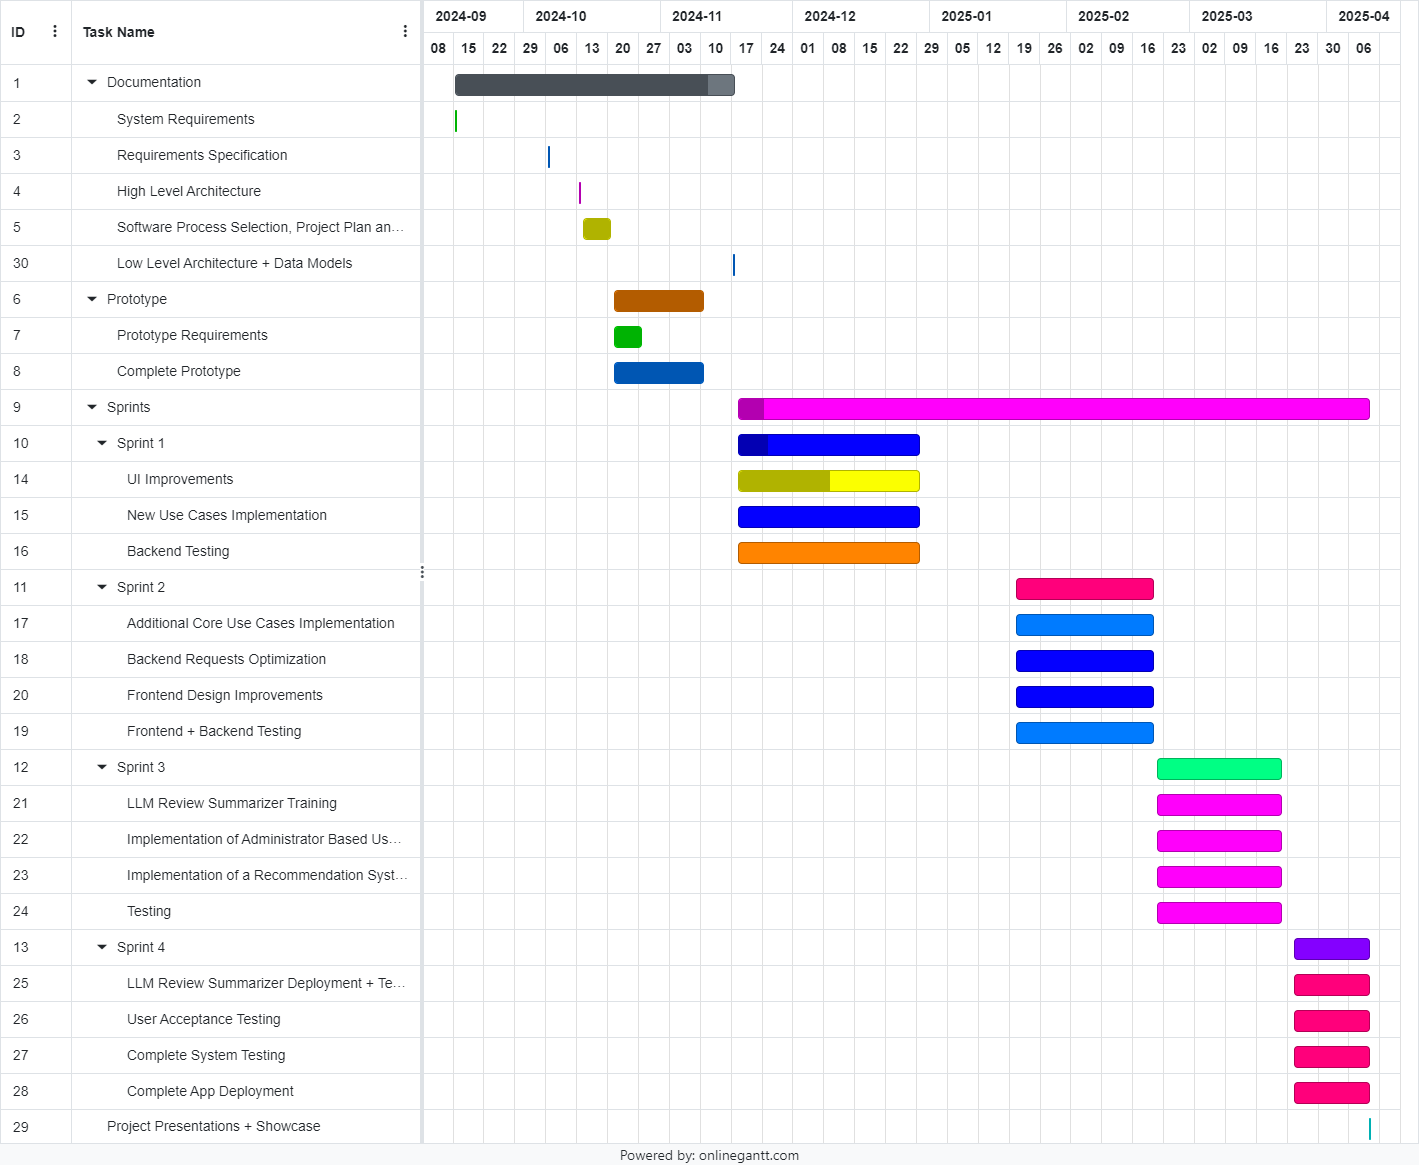 ID Task Name 2024-09 2024-10 2024-11 2024-12 2025-01 2025-02 2025-03 2025-04
08 15 22 29 06 13 20 27 03 10 17 24 01 08 15 22 29 05 12 19 26 02 09 16 23 02 09 16 23 30 06
1 Documentation
2 System Requirements
3 Requirements Specification
4 High Level Architecture
5 Software Process Selection, Project Plan an...
30 Low Level Architecture + Data Models
6 Prototype
7 Prototype Requirements
8 Complete Prototype
9 Sprints
10 Sprint 1
14 UI Improvements
15 New Use Cases Implementation
16 Backend Testing
11 Sprint 2
17 Additional Core Use Cases Implementation
18 Backend Requests Optimization
20 Frontend Design Improvements
19 Frontend + Backend Testing
12 Sprint 3
21 LLM Review Summarizer Training
22 Implementation of Administrator Based Us...
23 Implementation of a Recommendation Syst...
24 Testing
13 Sprint 4
25 LLM Review Summarizer Deployment + Te...
26 User Acceptance Testing
27 Complete System Testing
28 Complete App Deployment
29 Project Presentations + Showcase
Powered by: onlinegantt.com